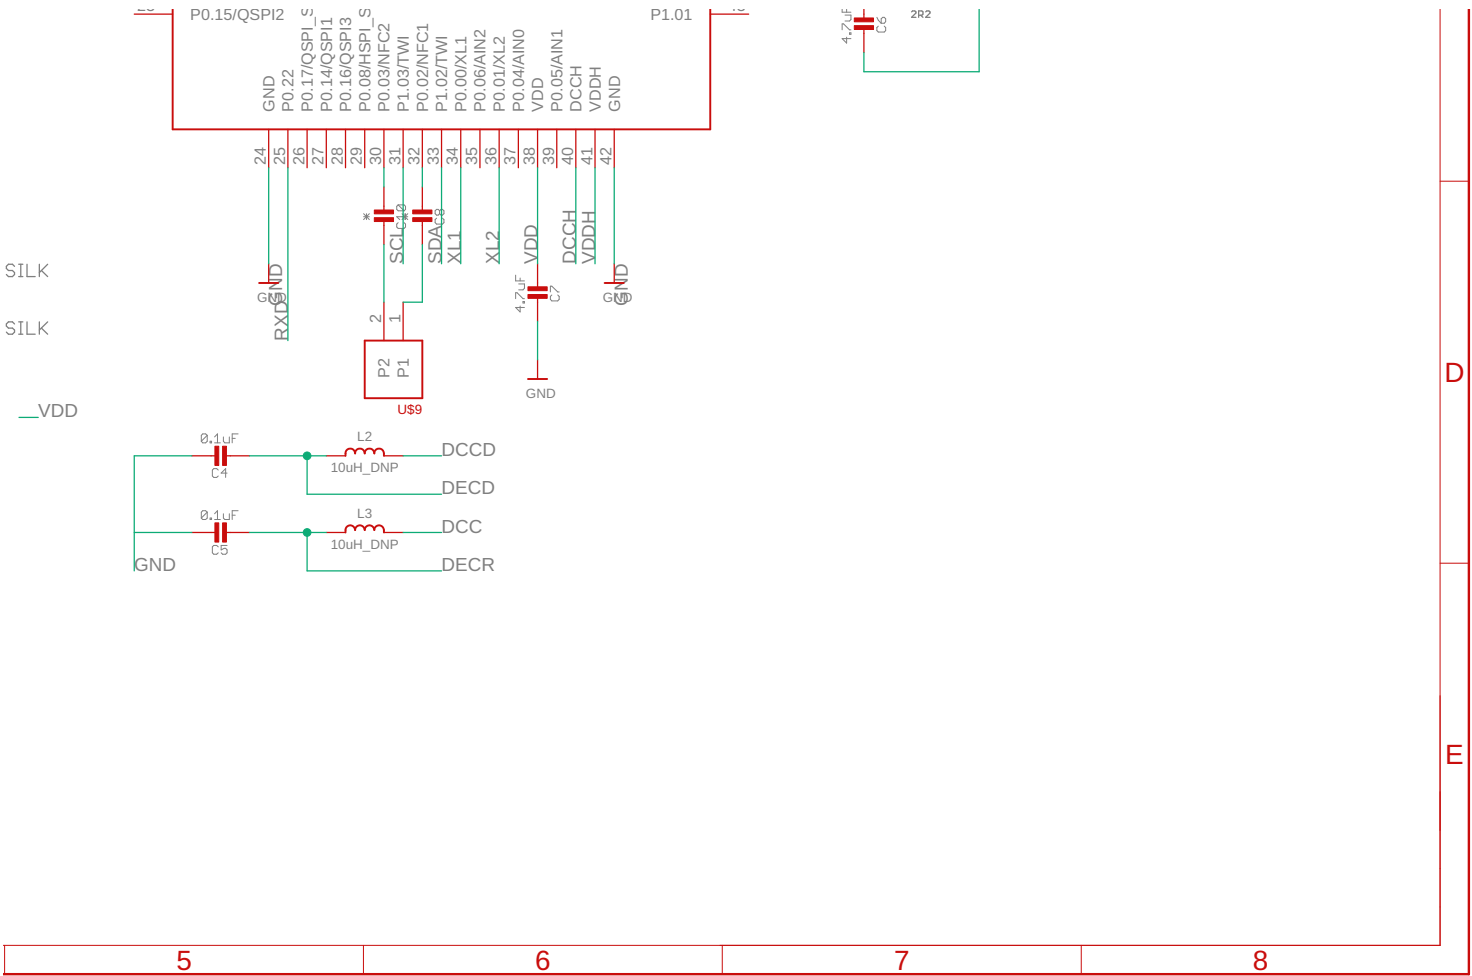 P0.15/QSPI2
P1.01
4.7uF
C6
2R2
GND
P0.22
P0.17/QSPI_S
P0.14/QSPI1
P0.16/QSPI3
P0.08/HSPI_S
P0.03/NFC2
P1.03/TWI
P0.02/NFC1
P1.02/TWI
P0.00/XL1
P0.06/AIN2
P0.01/XL2
P0.04/AIN0
VDD
P0.05/AIN1
DCCH
VDDH
GND
24
25
26
27
28
29
30
31
32
33
34
35
36
37
38
39
40
41
42
*
C10
*
C8
SCL
SDA
XL1
XL2
VDD
DCCH
VDDH
SILK
GND
GND
RXD
4.7uF
C7
GND
GND
SILK
2
1
P2
P1
U$9
GND
D
VDD
0.1uF
C4
L2
10uH_DNP
DCCD
DECD
0.1uF
C5
L3
10uH_DNP
DCC
GND
DECR
E
5
6
7
8